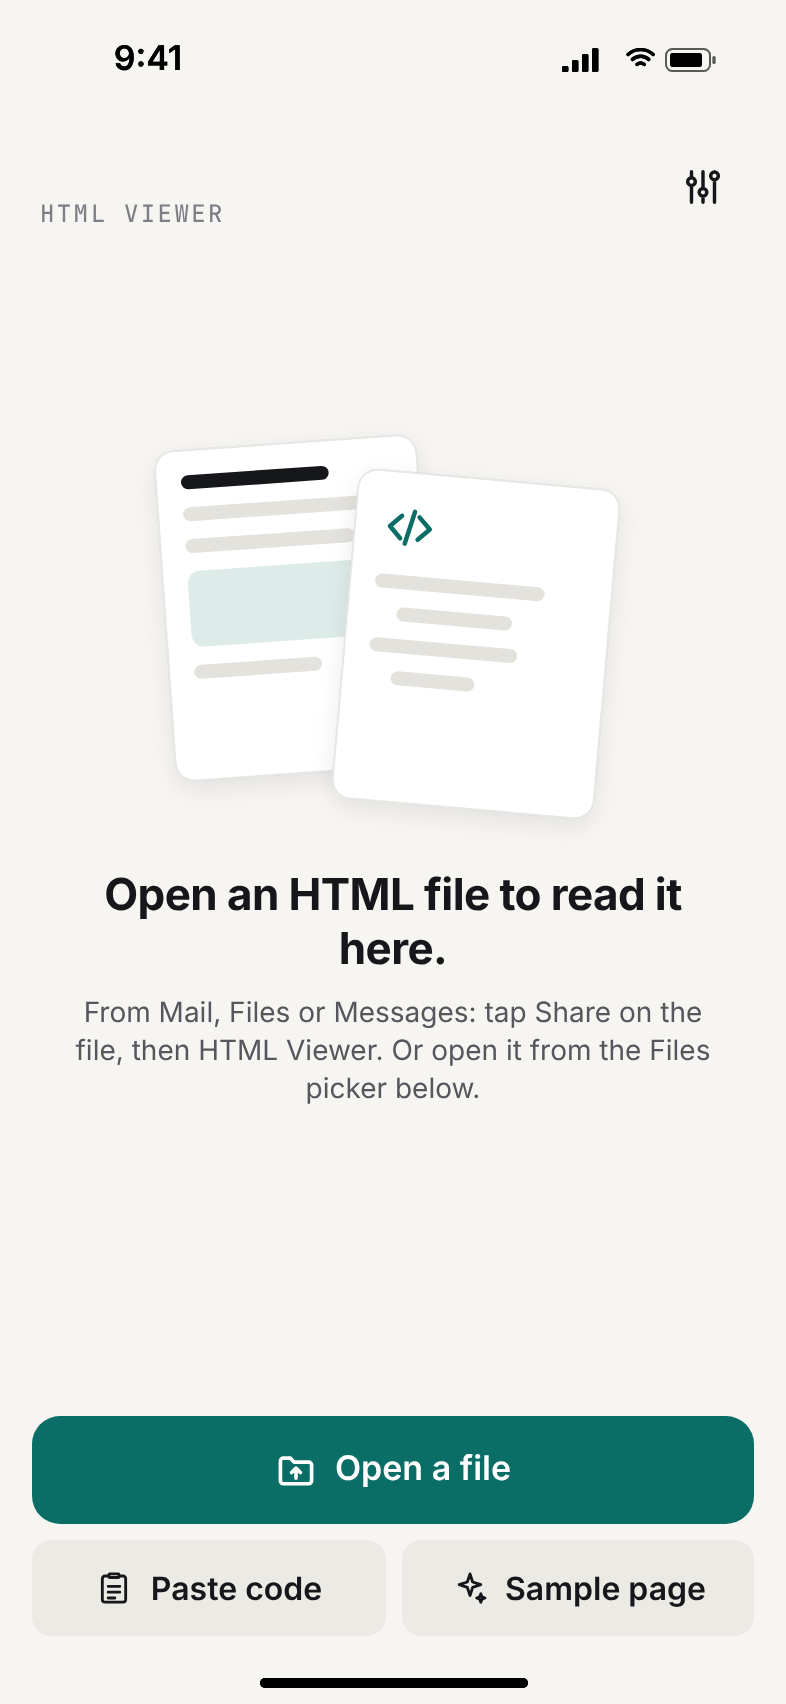 9:41
HTML VIEWER
Open an HTML file to read it
here.
From Mail, Files or Messages: tap Share on the
file, then HTML Viewer. Or open it from the Files
picker below.
Open a file
Paste code
Sample page